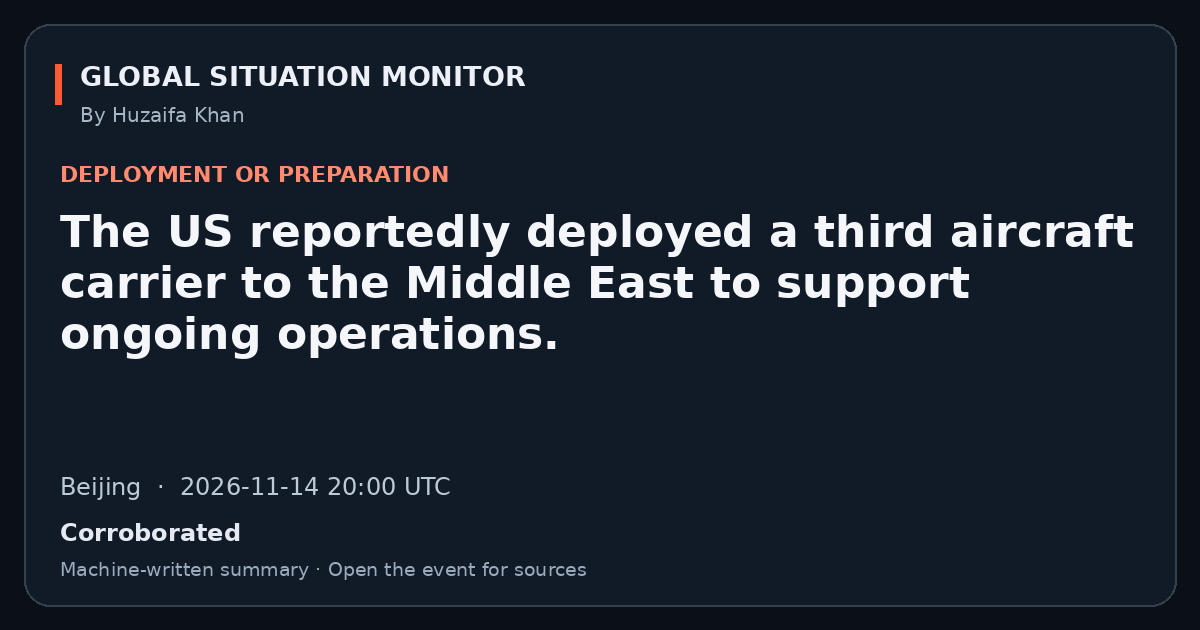 GLOBAL SITUATION MONITOR
By Huzaifa Khan
DEPLOYMENT OR PREPARATION
The US reportedly deployed a third aircraft
carrier to the Middle East to support
ongoing operations.
Beijing · 2026-11-14 20:00 UTC
Corroborated
Machine-written summary · Open the event for sources